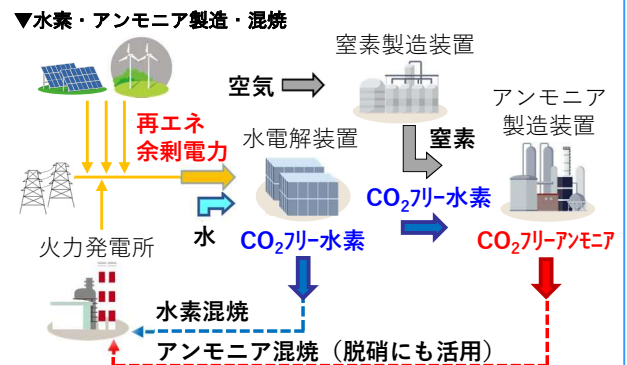 ▼水素・アンモニア製造・混焼
窒素製造装置
空気
アンモニア
製造装置
再エネ
余剰電力
水電解装置
窒素
CO₂フリー水素
水
火力発電所
CO₂フリー水素
CO₂フリーアンモニア
水素混焼
アンモニア混焼（脱硝にも活用）